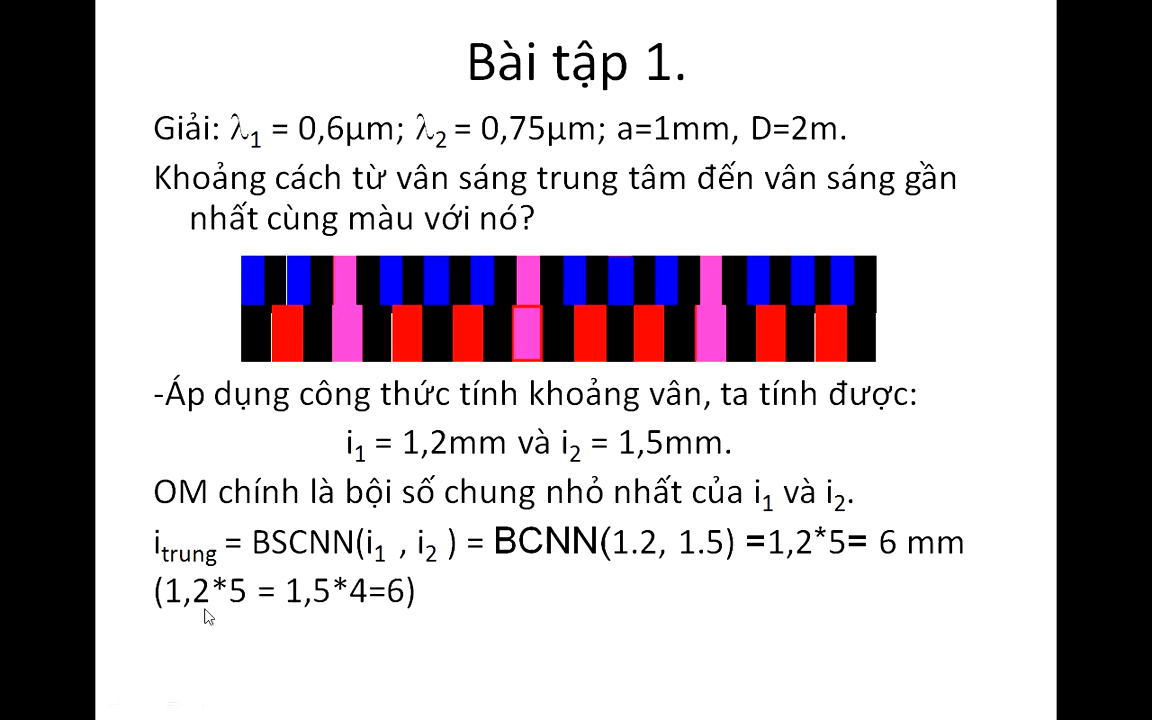 Bài tập 1.
Giải: λ1 = 0,6μm; λ2 = 0,75μm; a=1mm, D=2m.
Khoảng cách từ vân sáng trung tâm đến vân sáng gần
nhất cùng màu với nó?
-Áp dụng công thức tính khoảng vân, ta tính được:
i1 = 1,2mm và i2 = 1,5mm.
OM chính là bội số chung nhỏ nhất của i1 và i2.
itrung = BSCNN(i1 , i2 ) = BCNN(1.2, 1.5) =1,2*5= 6 mm
(1,2*5 = 1,5*4=6)